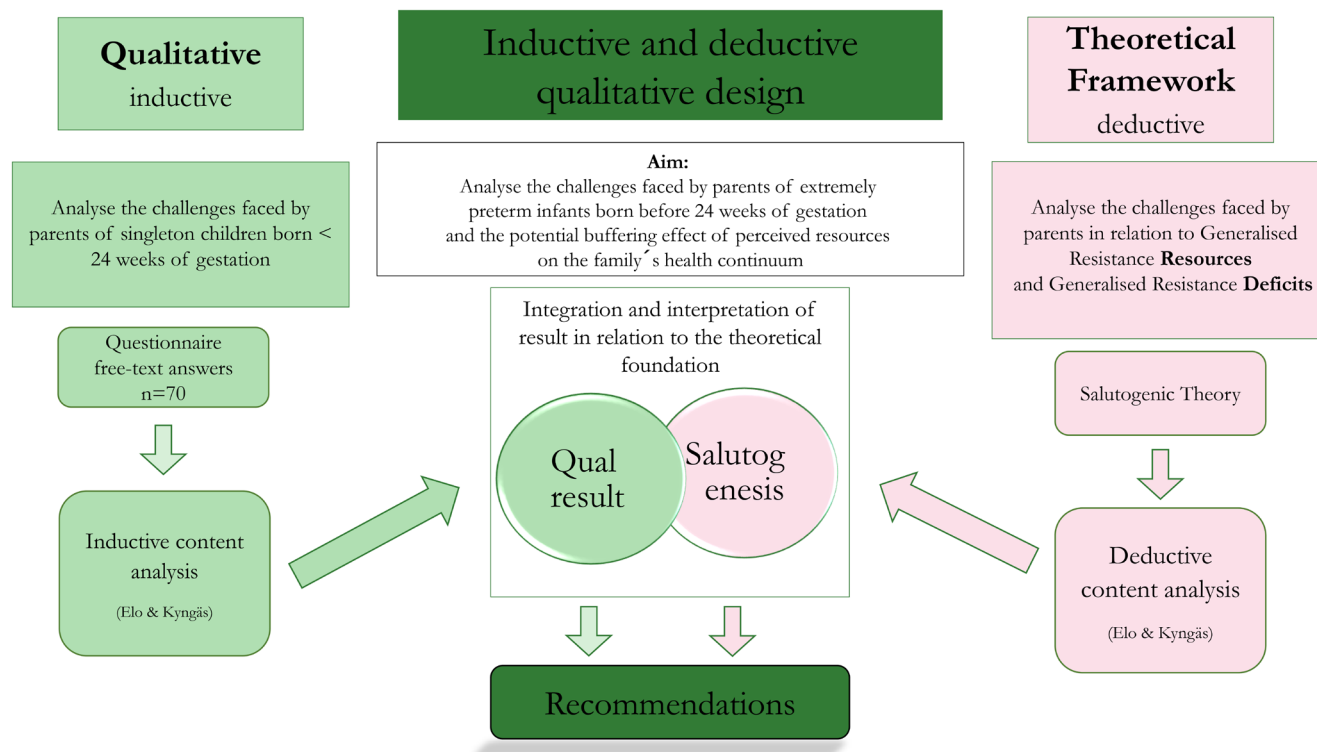 Qualitative
inductive
Analyse the challenges faced by
parents of singleton children born <
24 weeks of gestation
Questionnaire
free-text answers
n=70
Inductive content
analysis
(Elo & Kyngäs)
Inductive and deductive
qualitative design
Aim:
Analyse the challenges faced by parents of extremely
preterm infants born before 24 weeks of gestation
and the potential buffering effect of perceived resources
on the family´s health continuum
Integration and interpretation of
result in relation to the theoretical
foundation
Qual
result
Salutog
enesis
Recommendations
Theoretical
Framework
deductive
Analyse the challenges faced by
parents in relation to Generalised
Resistance Resources
and Generalised Resistance Deficits
Salutogenic Theory
Deductive
content analysis
(Elo & Kyngäs)